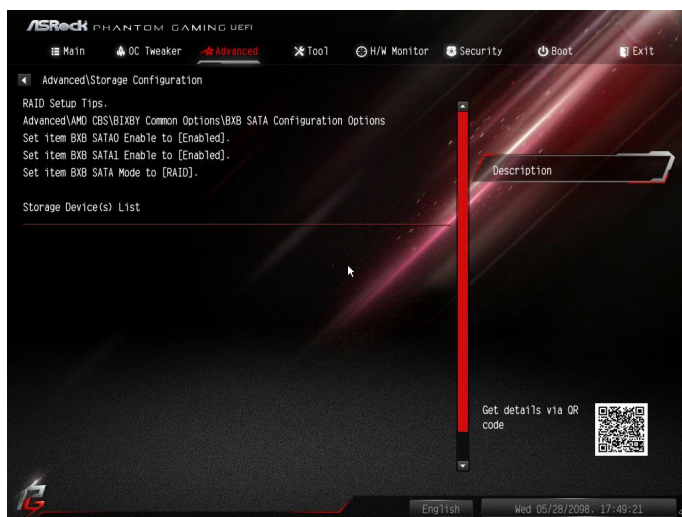 ASRock PHANTOM GAMING UEFI
Main OC Tweaker Advanced Tool H/W Monitor Security Boot Exit
Advanced\Storage Configuration
RAID Setup Tips.
Advanced\AMD CBS\BIXBY Common Options\BXB SATA Configuration Options
Set item BXB SATA0 Enable to [Enabled].
Set item BXB SATA1 Enable to [Enabled].
Set item BXB SATA Mode to [RAID].
Storage Device(s) List
Description
Get details via QR
code
English Wed 05/28/2098, 17:49:21